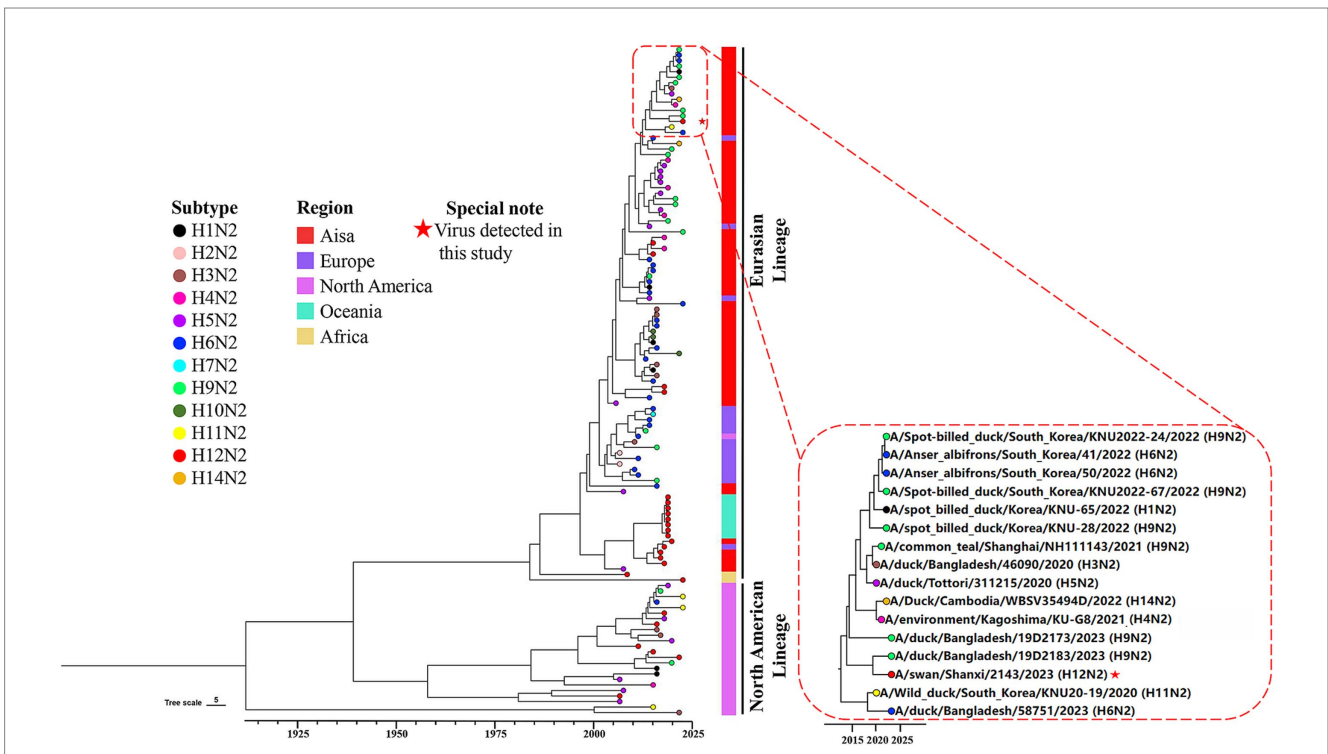 Subtype
H1N2
H2N2
H3N2
H4N2
H5N2
H6N2
H7N2
H9N2
H10N2
H11N2
H12N2
H14N2
Region
Aisa
Europe
North America
Oceania
Africa
Special note
Virus detected in
this study
Eurasian
Lineage
North American
Lineage
Tree scale 5
1925
1950
1975
2000
2025
A/Spot-billed_duck/South_Korea/KNU2022-24/2022 (H9N2)
A/Anser_albifrons/South_Korea/41/2022 (H6N2)
A/Anser_albifrons/South_Korea/50/2022 (H6N2)
A/Spot-billed_duck/South_Korea/KNU2022-67/2022 (H9N2)
A/spot_billed_duck/Korea/KNU-65/2022 (H1N2)
A/spot_billed_duck/Korea/KNU-28/2022 (H9N2)
A/common_teal/Shanghai/NH111143/2021 (H9N2)
A/duck/Bangladesh/46090/2020 (H3N2)
A/duck/Tottori/311215/2020 (H5N2)
A/Duck/Cambodia/WBSV35494D/2022 (H14N2)
A/environment/Kagoshima/KU-G8/2021 (H4N2)
A/duck/Bangladesh/19D2173/2023 (H9N2)
A/duck/Bangladesh/19D2183/2023 (H9N2)
A/swan/Shanxi/2143/2023 (H12N2)
A/Wild_duck/South_Korea/KNU20-19/2020 (H11N2)
A/duck/Bangladesh/58751/2023 (H6N2)
2015 2020 2025